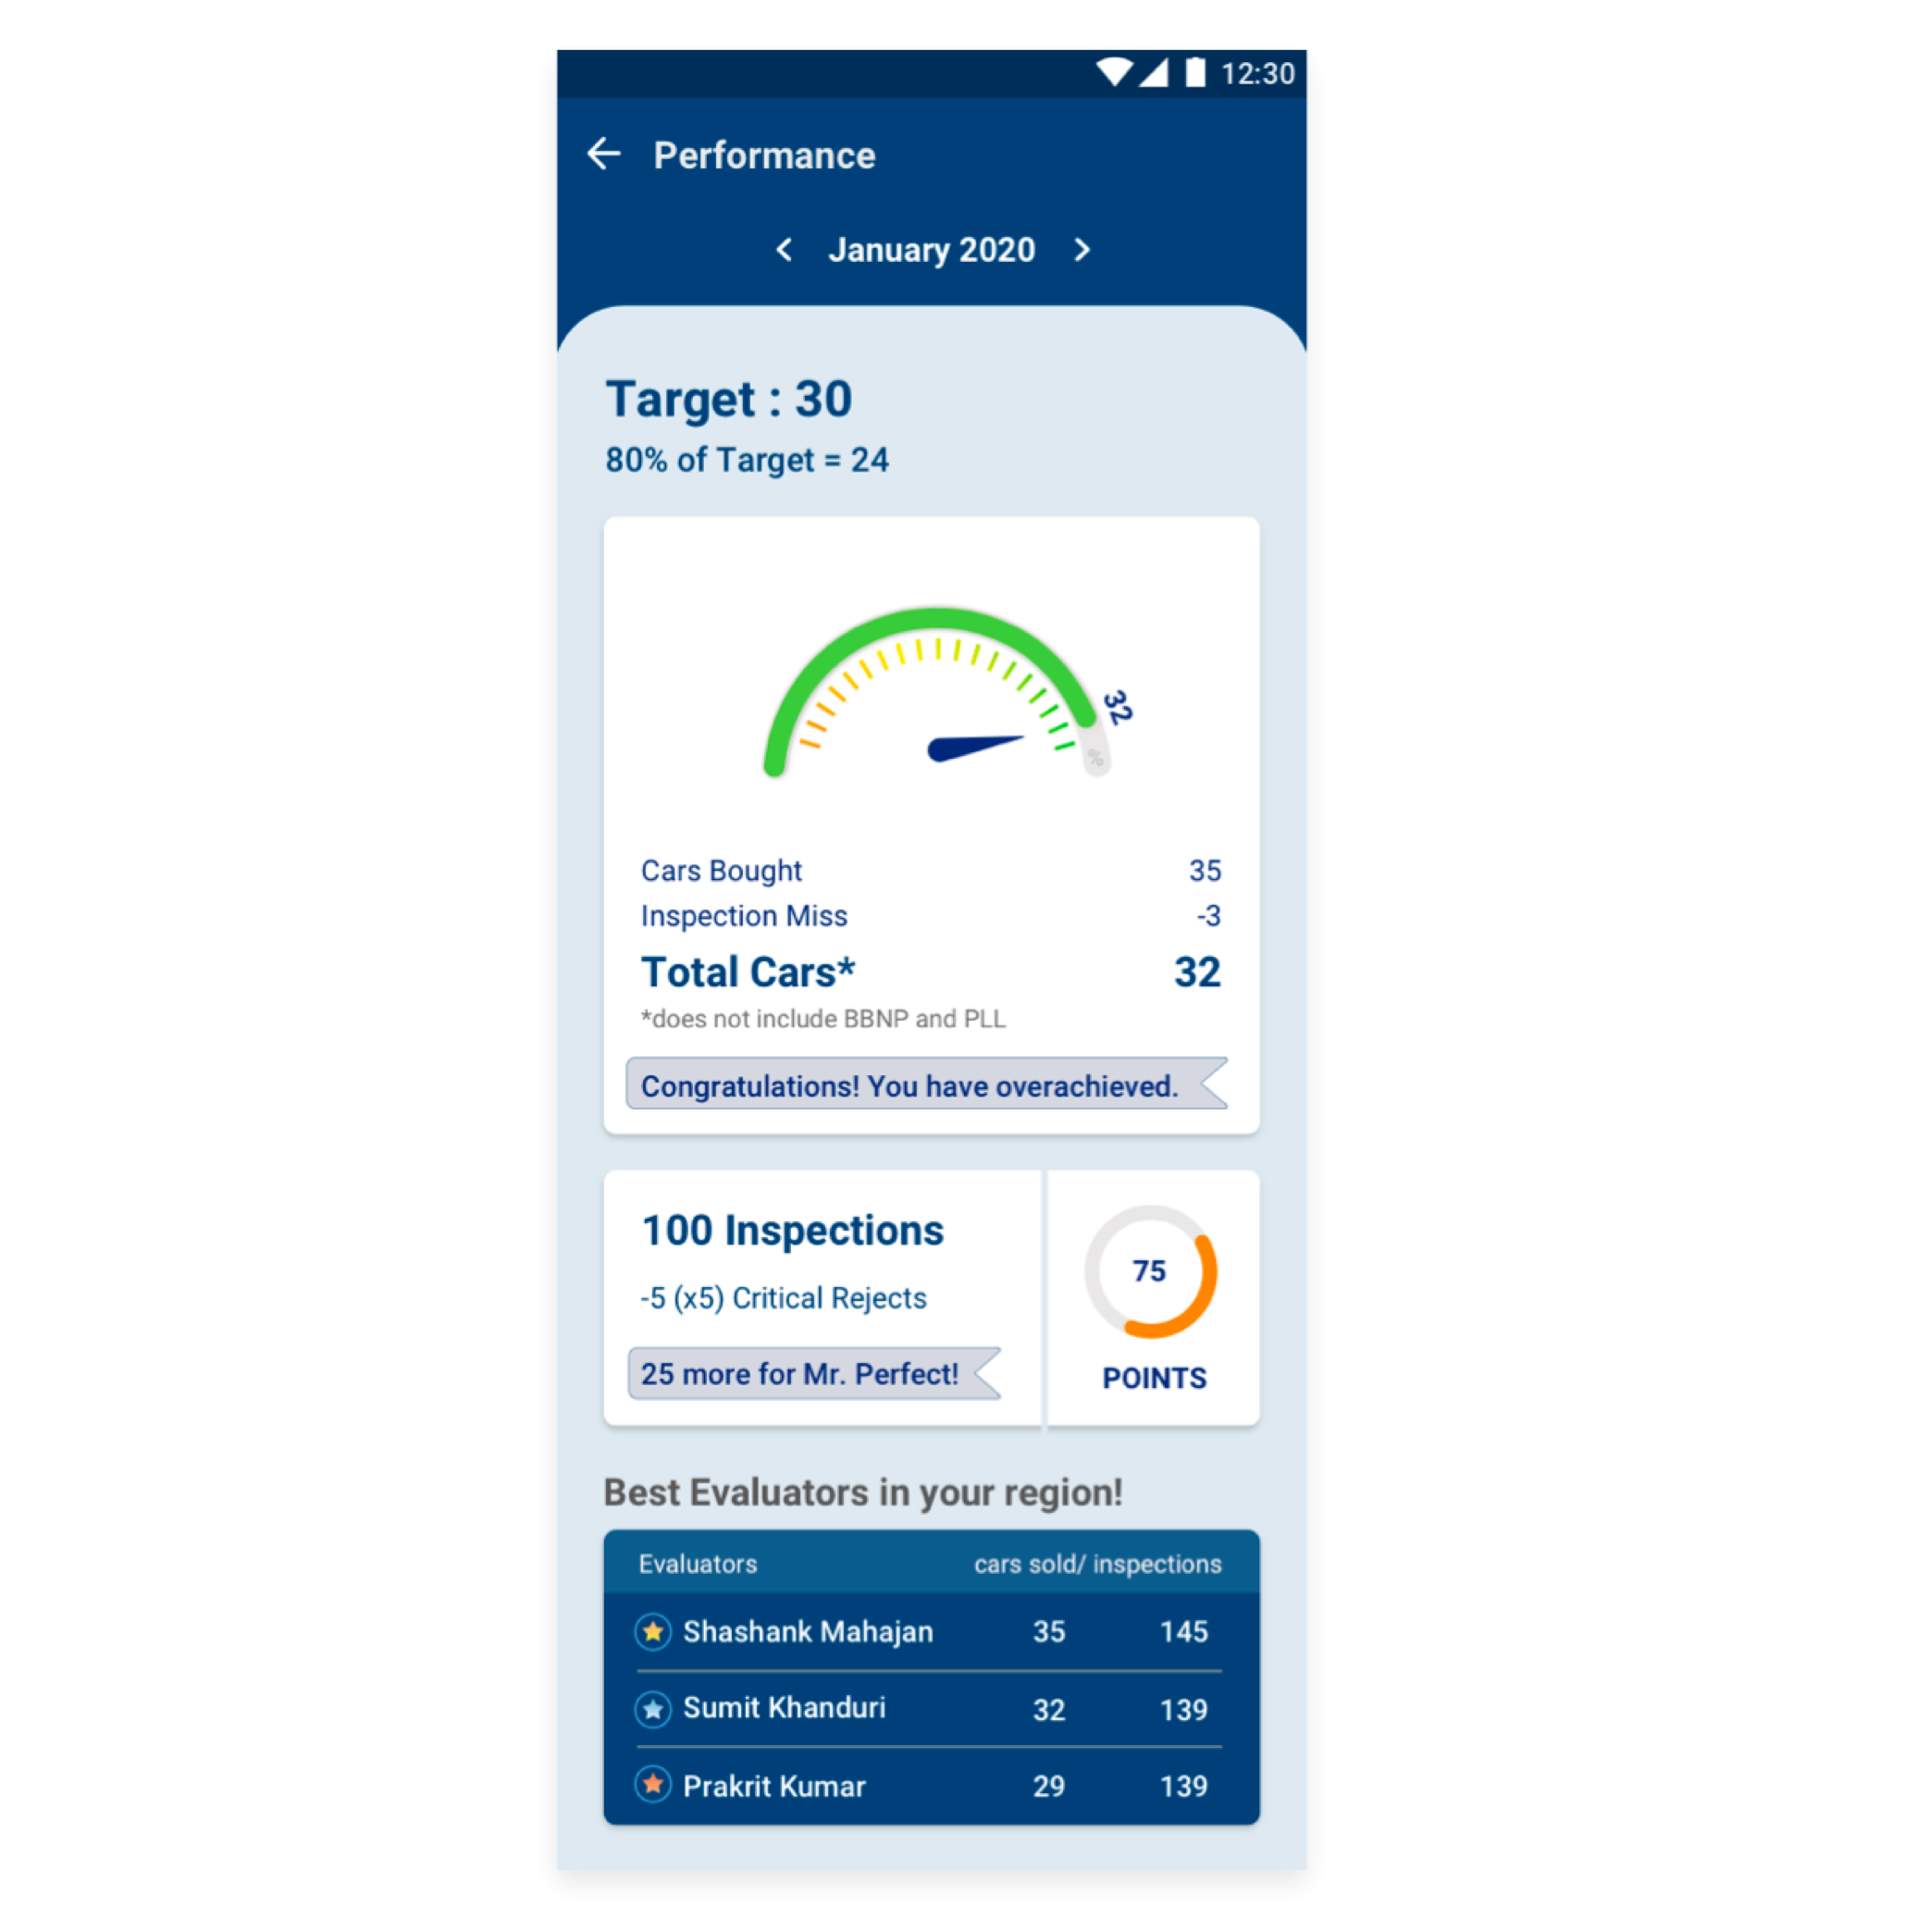 12:30
Performance
January 2020
Target : 30
80% of Target = 24
32
%
Cars Bought 35
Inspection Miss -3
Total Cars* 32
*does not include BBNP and PLL
Congratulations! You have overachieved.
100 Inspections
-5 (x5) Critical Rejects
25 more for Mr. Perfect!
75
POINTS
Best Evaluators in your region!
Evaluators cars sold/ inspections
Shashank Mahajan 35 145
Sumit Khanduri 32 139
Prakrit Kumar 29 139